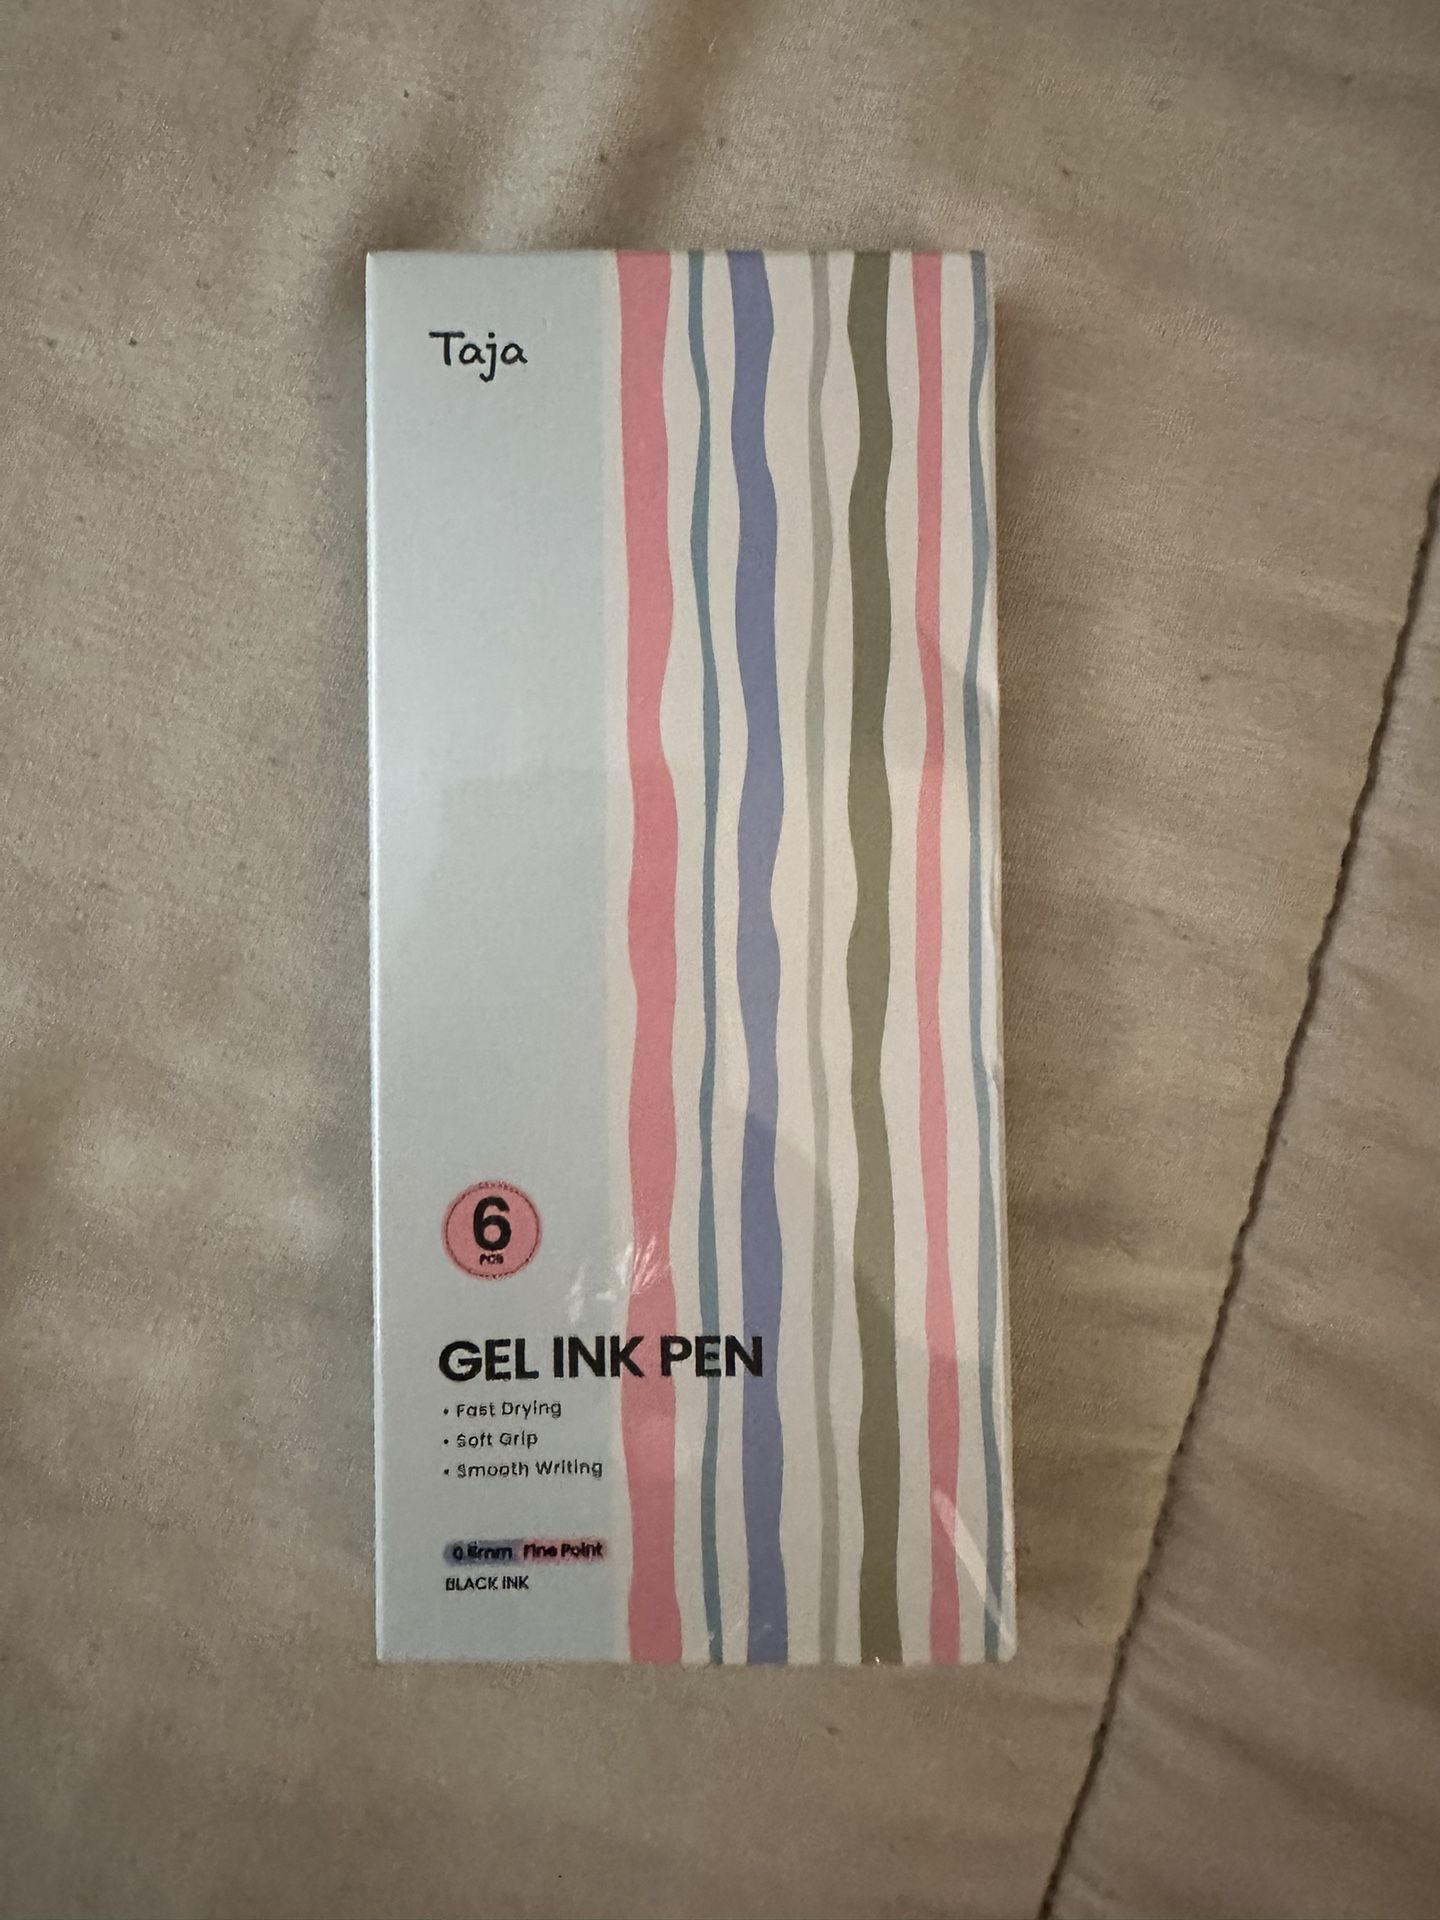 Taja
6
PCS
GEL INK PEN
• Fast Drying
• Soft Grip
• Smooth Writing
Fine Point
BLACK INK